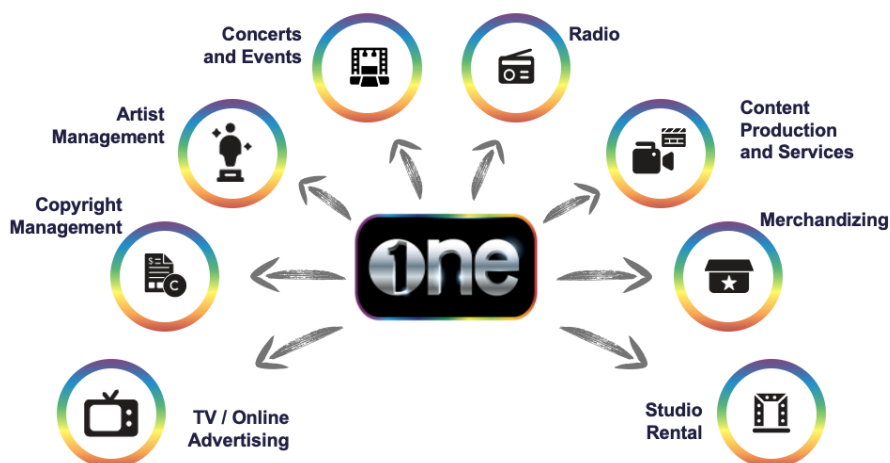 Concerts
and Events
Radio
Artist
Management
Content
Production
and Services
Copyright
Management
Merchandizing
1
one
TV / Online
Advertising
Studio
Rental
$
C